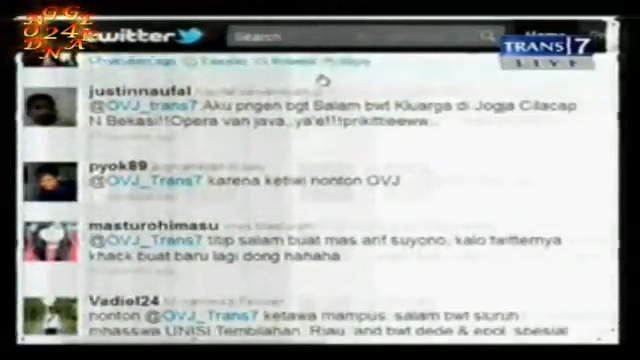 twitter
Search
TRANS|7
LIVE
justinnaufal
@OVJ_trans7 Aku pngen bgt Salam bwt Kluarga di Jogja Cilacap
N Bekasi!!Opera van java..ya'e!!!prikitieeww..
pyok89
@OVJ_Trans7 karena ketiwi nonton OVJ
masturohimasu
@OVJ_Trans7 titip salam buat mas arif suyono, kalo twitternya
khack buat baru lagi dong hahaha
Vadiel24
nonton @OVJ_Trans7 ketawa mampus, salam bwt sluruh
mhasswa UNISI Tembilahan, Riau, and bwt dede & epol, spesial